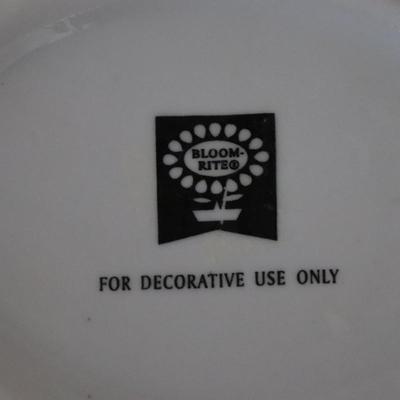 BLOOM-
RITE®
FOR DECORATIVE USE ONLY